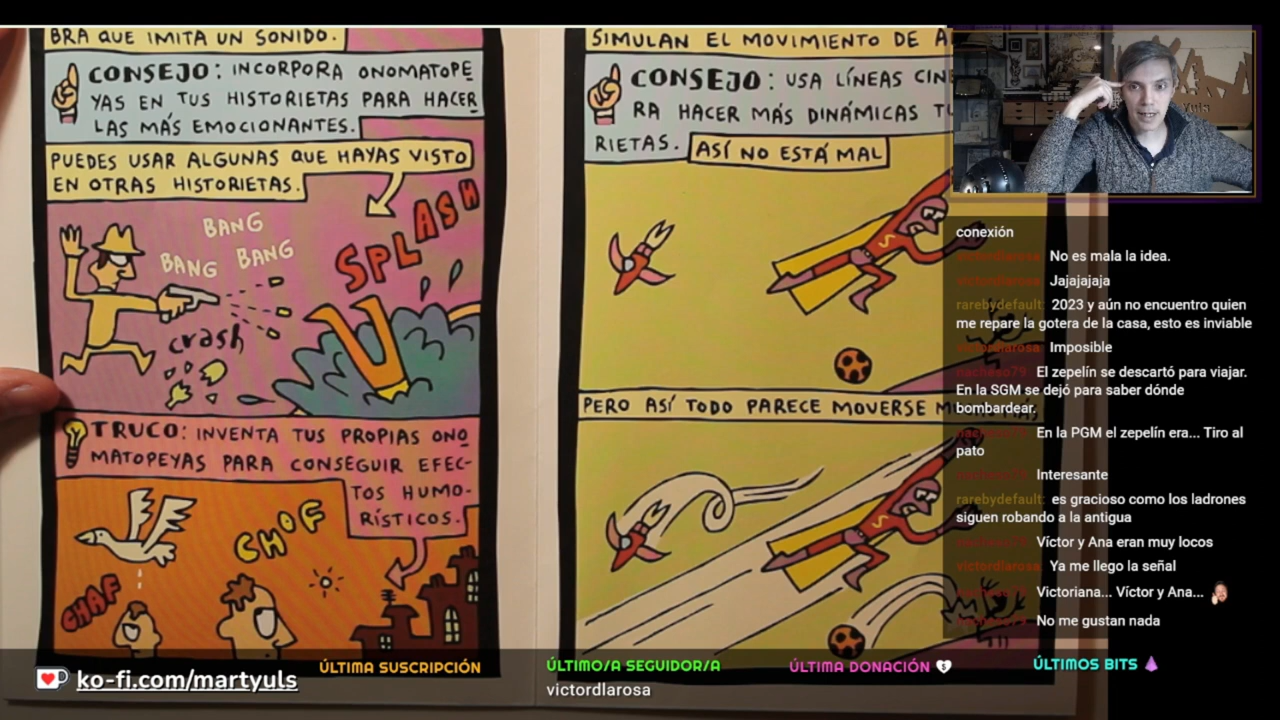 BRA QUE IMITA UN SONIDO.
CONSEJO: INCORPORA ONOMATOPE
YAS EN TUS HISTORIETAS PARA HACER
LAS MÁS EMOCIONANTES.
PUEDES USAR ALGUNAS QUE HAYAS VISTO
EN OTRAS HISTORIETAS.
BANG
BANG BANG
SPLASH
crash
TRUCO: INVENTA TUS PROPIAS ONO
MATOPEYAS PARA CONSEGUIR EFEC-
TOS HUMO-
RÍSTICOS.
CHOF
CHAF
SIMULAN EL MOVIMIENTO DE
CONSEJO: USA LÍNEAS CIN
RA HACER MÁS DINÁMICAS
RIETAS.
ASÍ NO ESTÁ MAL
S
PERO ASÍ TODO PARECE MOVERSE
S
conexión
victordlarosa: No es mala la idea.
victordlarosa: Jajajajaja
rarebydefault: 2023 y aún no encuentro quien
me repare la gotera de la casa, esto es inviable
victordlarosa: Imposible
El zepelín se descartó para viajar.
En la SGM se dejó para saber dónde
bombardear.
En la PGM el zepelín era... Tiro al
pato
Interesante
rarebydefault: es gracioso como los ladrones
siguen robando a la antigua
Víctor y Ana eran muy locos
victordlarosa: Ya me llego la señal
Victoriana... Víctor y Ana...
No me gustan nada
ko-fi.com/martyuls
ÚLTIMA SUSCRIPCIÓN
ÚLTIMO/A SEGUIDOR/A
victordlarosa
ÚLTIMA DONACIÓN
ÚLTIMOS BITS